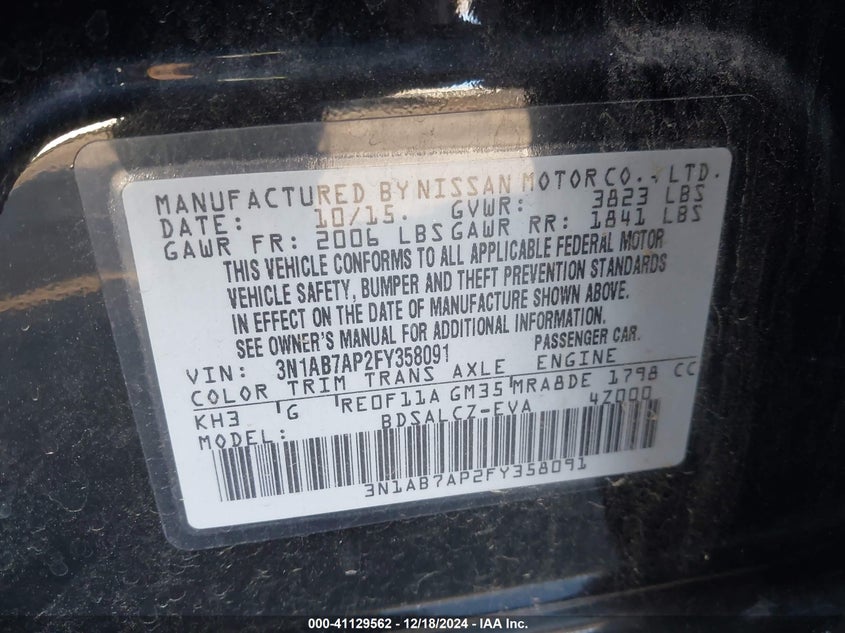 MANUFACTURED BY NISSAN MOTOR CO., LTD.
DATE: 10/15 GVWR: 3823 LBS
GAWR FR: 2006 LBS GAWR RR: 1841 LBS
THIS VEHICLE CONFORMS TO ALL APPLICABLE FEDERAL MOTOR
VEHICLE SAFETY, BUMPER AND THEFT PREVENTION STANDARDS
IN EFFECT ON THE DATE OF MANUFACTURE SHOWN ABOVE.
SEE OWNER'S MANUAL FOR ADDITIONAL INFORMATION.
VIN: 3N1AB7AP2FY358091 PASSENGER CAR.
COLOR TRIM TRANS AXLE ENGINE
KH3 G RE0F11A GM35 MRA8DE 1798 CC
MODEL: BDSALCZ-EVA 4Z000
3N1AB7AP2FY358091
000-41129562 - 12/18/2024 - IAA Inc.